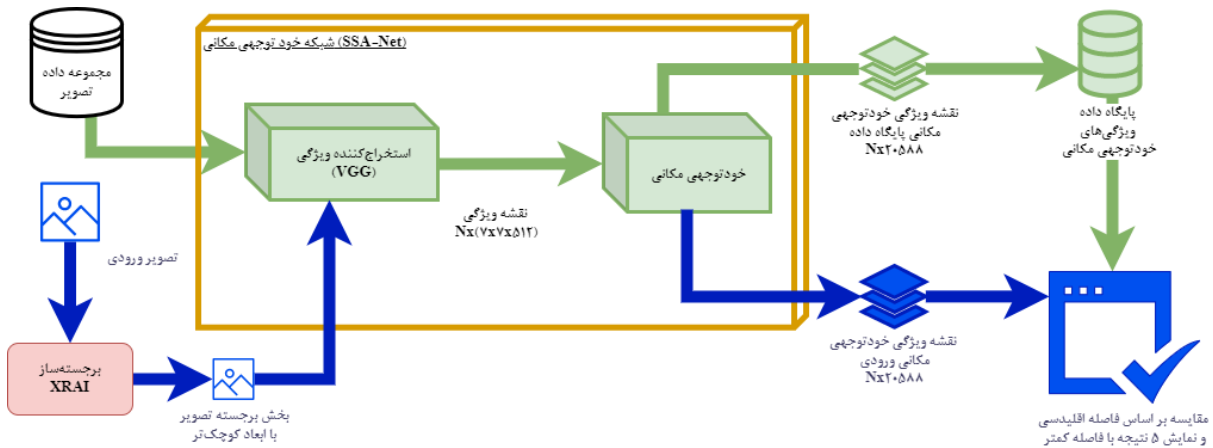 شبکه خود توجهی مکانی (SSA-Net)
مجموعه داده
تصویر
استخراج‌کننده ویژگی
(VGG)
نقشه ویژگی
Nx(۷x۷x۵۱۲)
خودتوجهی مکانی
نقشه ویژگی خودتوجهی
مکانی پایگاه داده
Nx۲۰۵۸۸
پایگاه داده
ویژگی‌های
خودتوجهی مکانی
تصویر ورودی
برجسته‌ساز
XRAI
بخش برجسته تصویر
با ابعاد کوچک‌تر
نقشه ویژگی خودتوجهی
مکانی ورودی
Nx۲۰۵۸۸
مقایسه بر اساس فاصله اقلیدسی
و نمایش ۵ نتیجه با فاصله کمتر